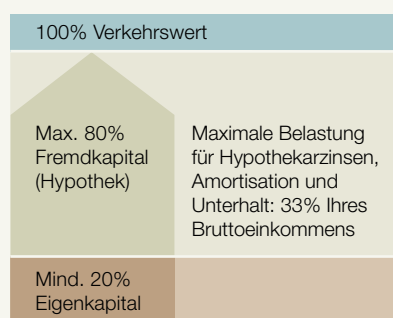 100% Verkehrswert
Max. 80%
Fremdkapital
(Hypothek)
Maximale Belastung
für Hypothekarzinsen,
Amortisation und
Unterhalt: 33% Ihres
Bruttoeinkommens
Mind. 20%
Eigenkapital